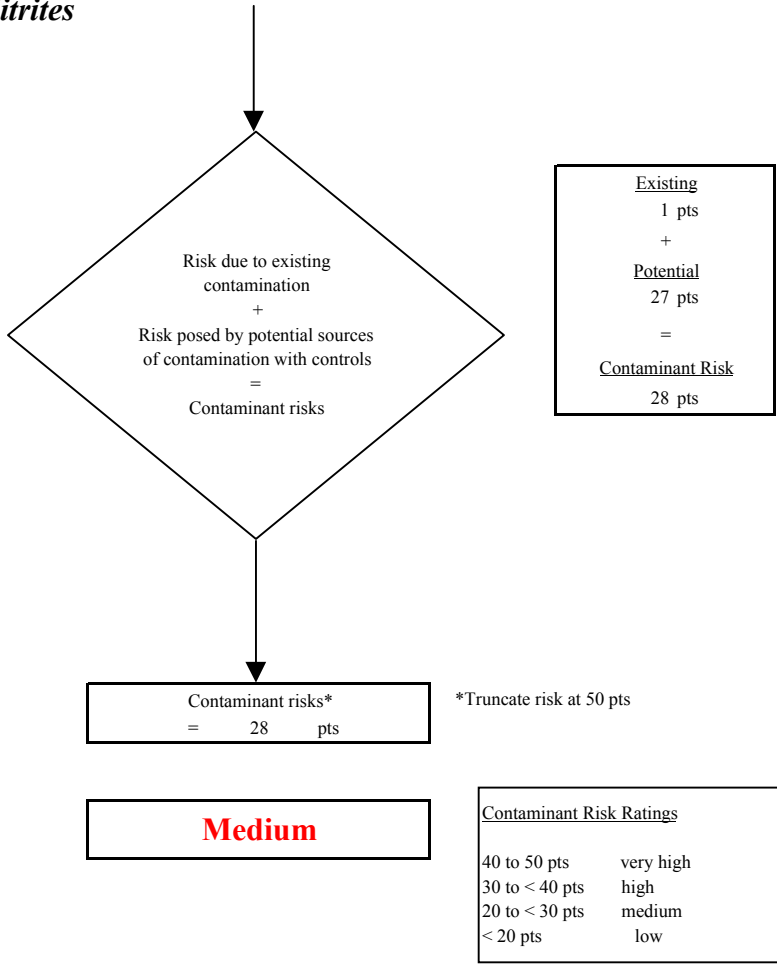 itrites
Risk due to existing
contamination
+
Risk posed by potential sources
of contamination with controls
=
Contaminant risks
Existing
1 pts
+
Potential
27 pts
=
Contaminant Risk
28 pts
Contaminant risks*
= 28 pts
*Truncate risk at 50 pts
Medium
Contaminant Risk Ratings
40 to 50 pts very high
30 to < 40 pts high
20 to < 30 pts medium
< 20 pts low